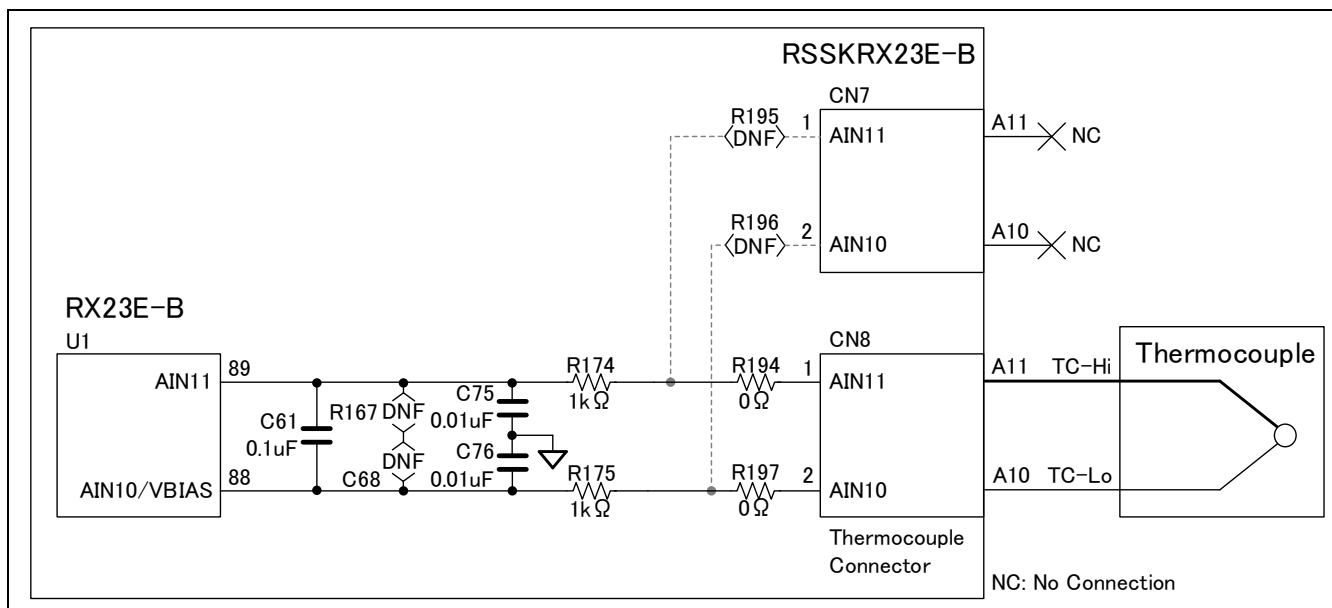 RSSKRX23E-B
CN7
R195
DNF
1
AIN11
A11
NC
R196
DNF
2
AIN10
A10
NC
RX23E-B
U1
AIN11
89
C61
0.1uF
R167
DNF
DNF
C68
C75
0.01uF
C76
0.01uF
AIN10/VBIAS
88
R174
1kΩ
R175
1kΩ
R194
0Ω
R197
0Ω
CN8
1
AIN11
2
AIN10
Thermocouple
Connector
A11
TC-Hi
A10
TC-Lo
Thermocouple
NC: No Connection